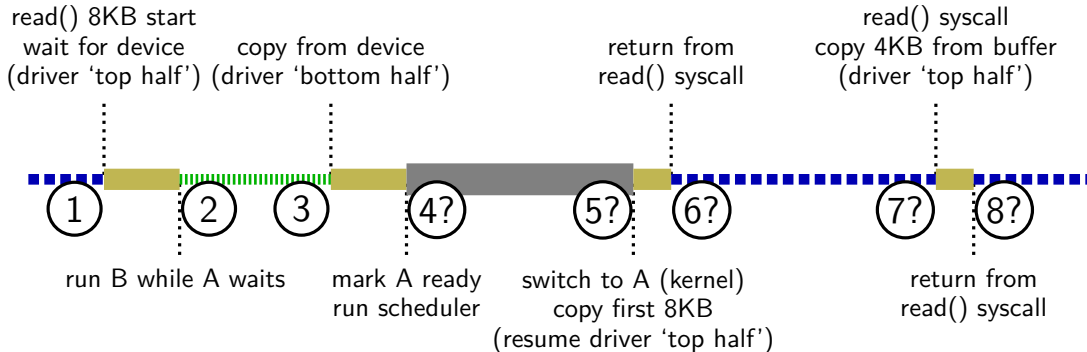 read() 8KB start
wait for device
(driver ‘top half’)
copy from device
(driver ‘bottom half’)
return from
read() syscall
read() syscall
copy 4KB from buffer
(driver ‘top half’)
1
2
3
4?
5?
6?
7?
8?
run B while A waits
mark A ready
run scheduler
switch to A (kernel)
copy first 8KB
(resume driver ‘top half’)
return from
read() syscall